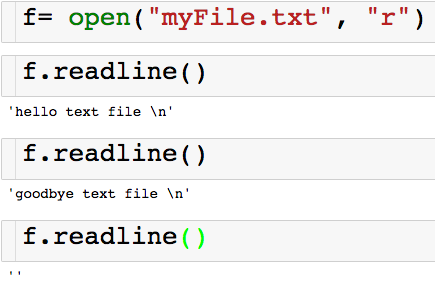 f= open("myFile.txt", "r")
f.readline()
'hello text file \n'
f.readline()
'goodbye text file \n'
f.readline()
''